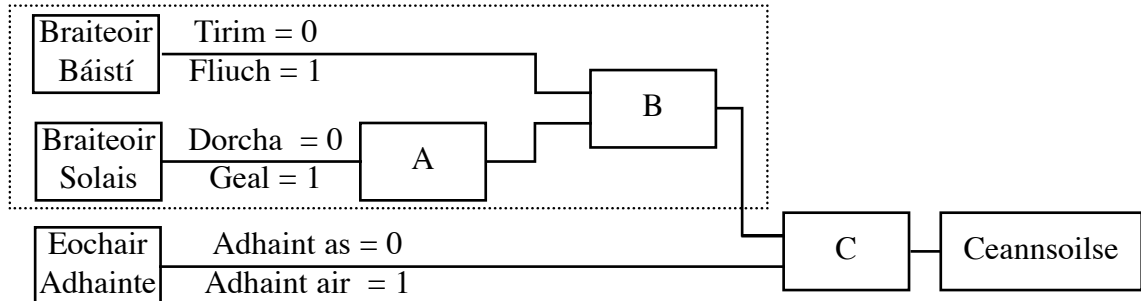 Braiteoir
Báistí
Tirim = 0
Fliuch = 1
B
Braiteoir
Solais
Dorcha = 0
Geal = 1
A
Eochair
Adhainte
Adhaint as = 0
Adhaint air = 1
C
Ceannsoilse